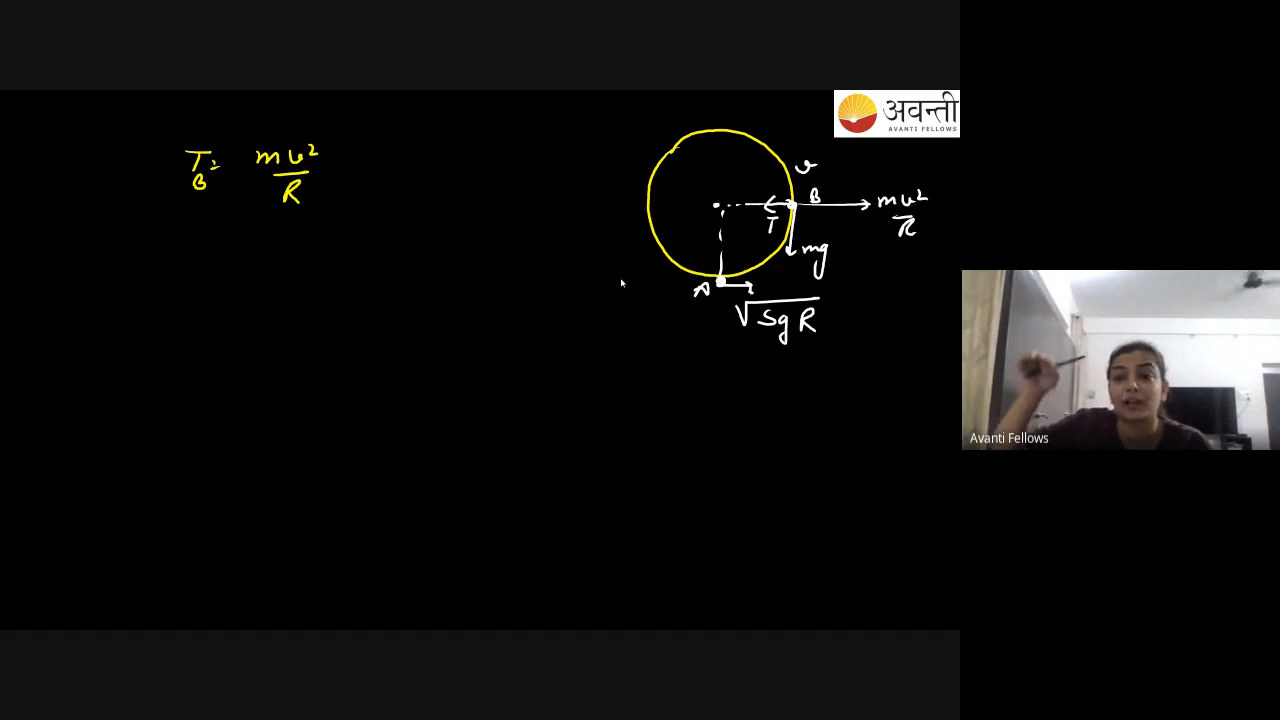 अवन्ती
AVANTI FELLOWS
T_B = mv²/R
v
B
mv²/R
T
mg
A
√5gR
Avanti Fellows